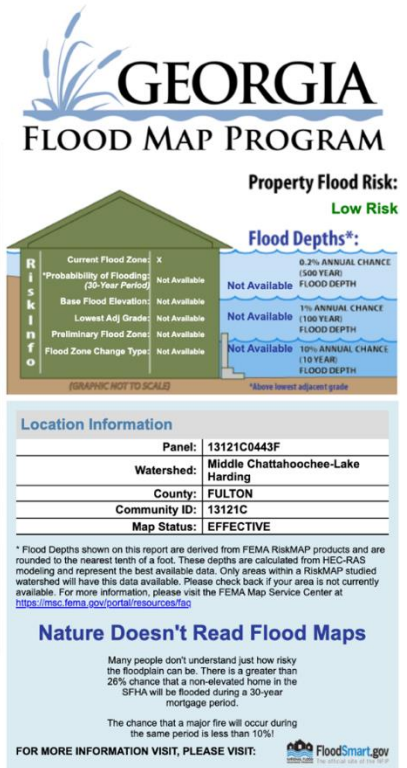 GEORGIA
FLOOD MAP PROGRAM
Property Flood Risk:
Low Risk
Flood Depths*:
Risk Info
Current Flood Zone: X
*Probability of Flooding: Not Available
(30-Year Period)
Base Flood Elevation: Not Available
Lowest Adj Grade: Not Available
Preliminary Flood Zone: Not Available
Flood Zone Change Type: Not Available
0.2% ANNUAL CHANCE
(500 YEAR)
Not Available FLOOD DEPTH
1% ANNUAL CHANCE
Not Available (100 YEAR)
FLOOD DEPTH
Not Available 10% ANNUAL CHANCE
(10 YEAR)
FLOOD DEPTH
(GRAPHIC NOT TO SCALE)
*Above lowest adjacent grade
Location Information
Panel: 13121C0443F
Watershed: Middle Chattahoochee-Lake
Harding
County: FULTON
Community ID: 13121C
Map Status: EFFECTIVE
* Flood Depths shown on this report are derived from FEMA RiskMAP products and are
rounded to the nearest tenth of a foot. These depths are calculated from HEC-RAS
modeling and represent the best available data. Only areas within a RiskMAP studied
watershed will have this data available. Please check back if your area is not currently
available. For more information, please visit the FEMA Map Service Center at
https://msc.fema.gov/portal/resources/faq
Nature Doesn't Read Flood Maps
Many people don't understand just how risky
the floodplain can be. There is a greater than
26% chance that a non-elevated home in the
SFHA will be flooded during a 30-year
mortgage period.
The chance that a major fire will occur during
the same period is less than 10%!
FOR MORE INFORMATION VISIT, PLEASE VISIT:
FloodSmart.gov
The official site of the NFIP